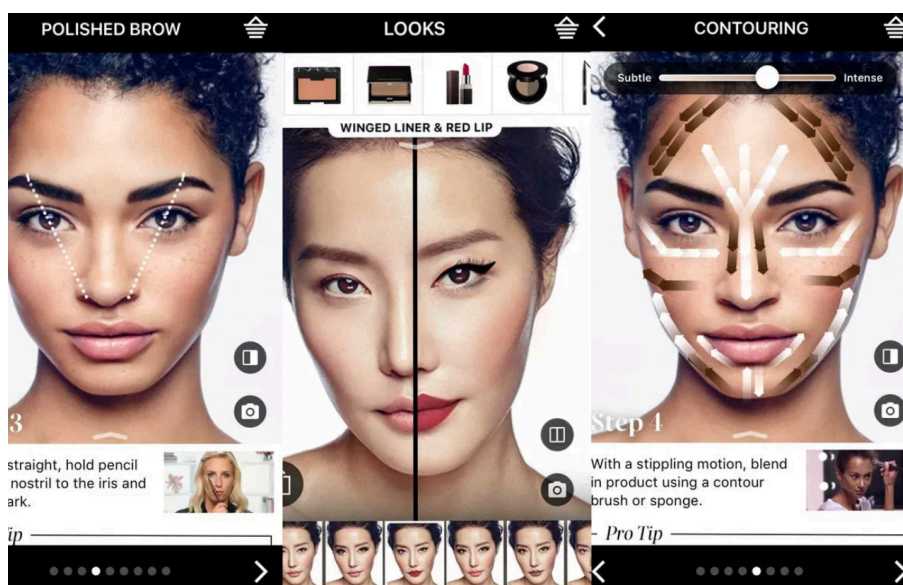 POLISHED BROW
3
straight, hold pencil
nostril to the iris and
ark.
ip
LOOKS
WINGED LINER & RED LIP
CONTOURING
Subtle
Intense
Step 4
With a stippling motion, blend
in product using a contour
brush or sponge.
Pro Tip